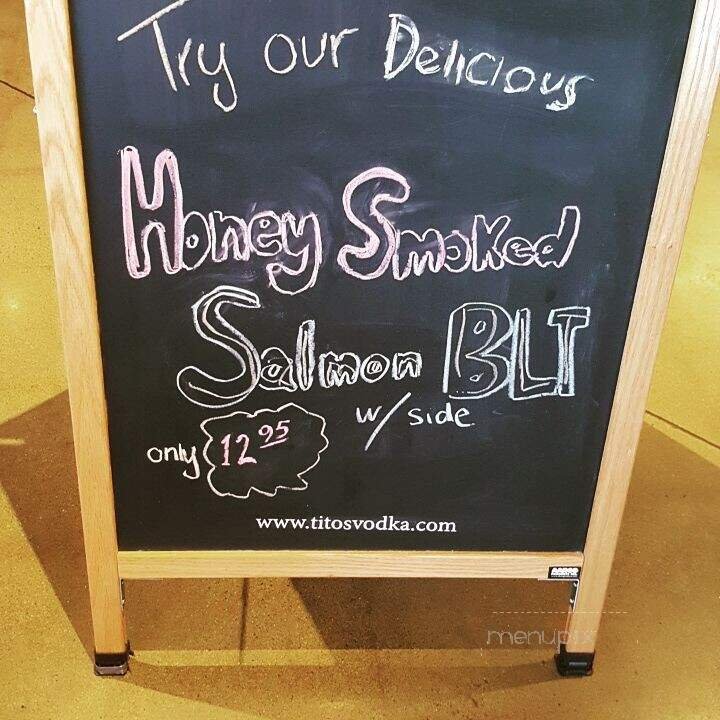 Try our Delicious
Honey Smoked
Salmon BLT
w/ side
only 12 95
www.titosvodka.com
menupix